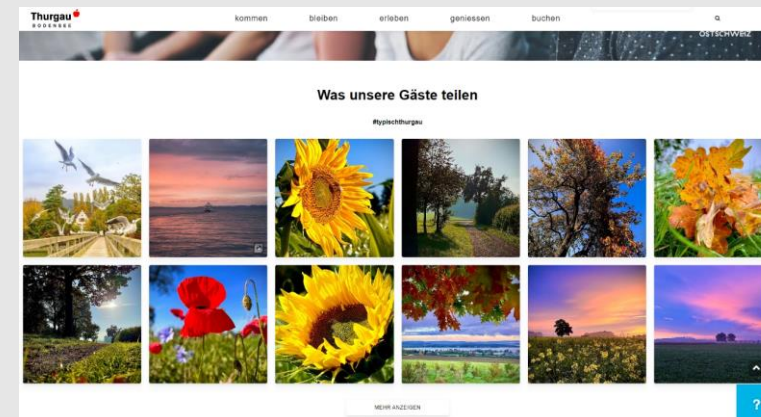 Thurgau
BODENSEE
kommen bleiben erleben geniessen buchen
OSTSCHWEIZ
Was unsere Gäste teilen
#typischthurgau
MEHR ANZEIGEN
?